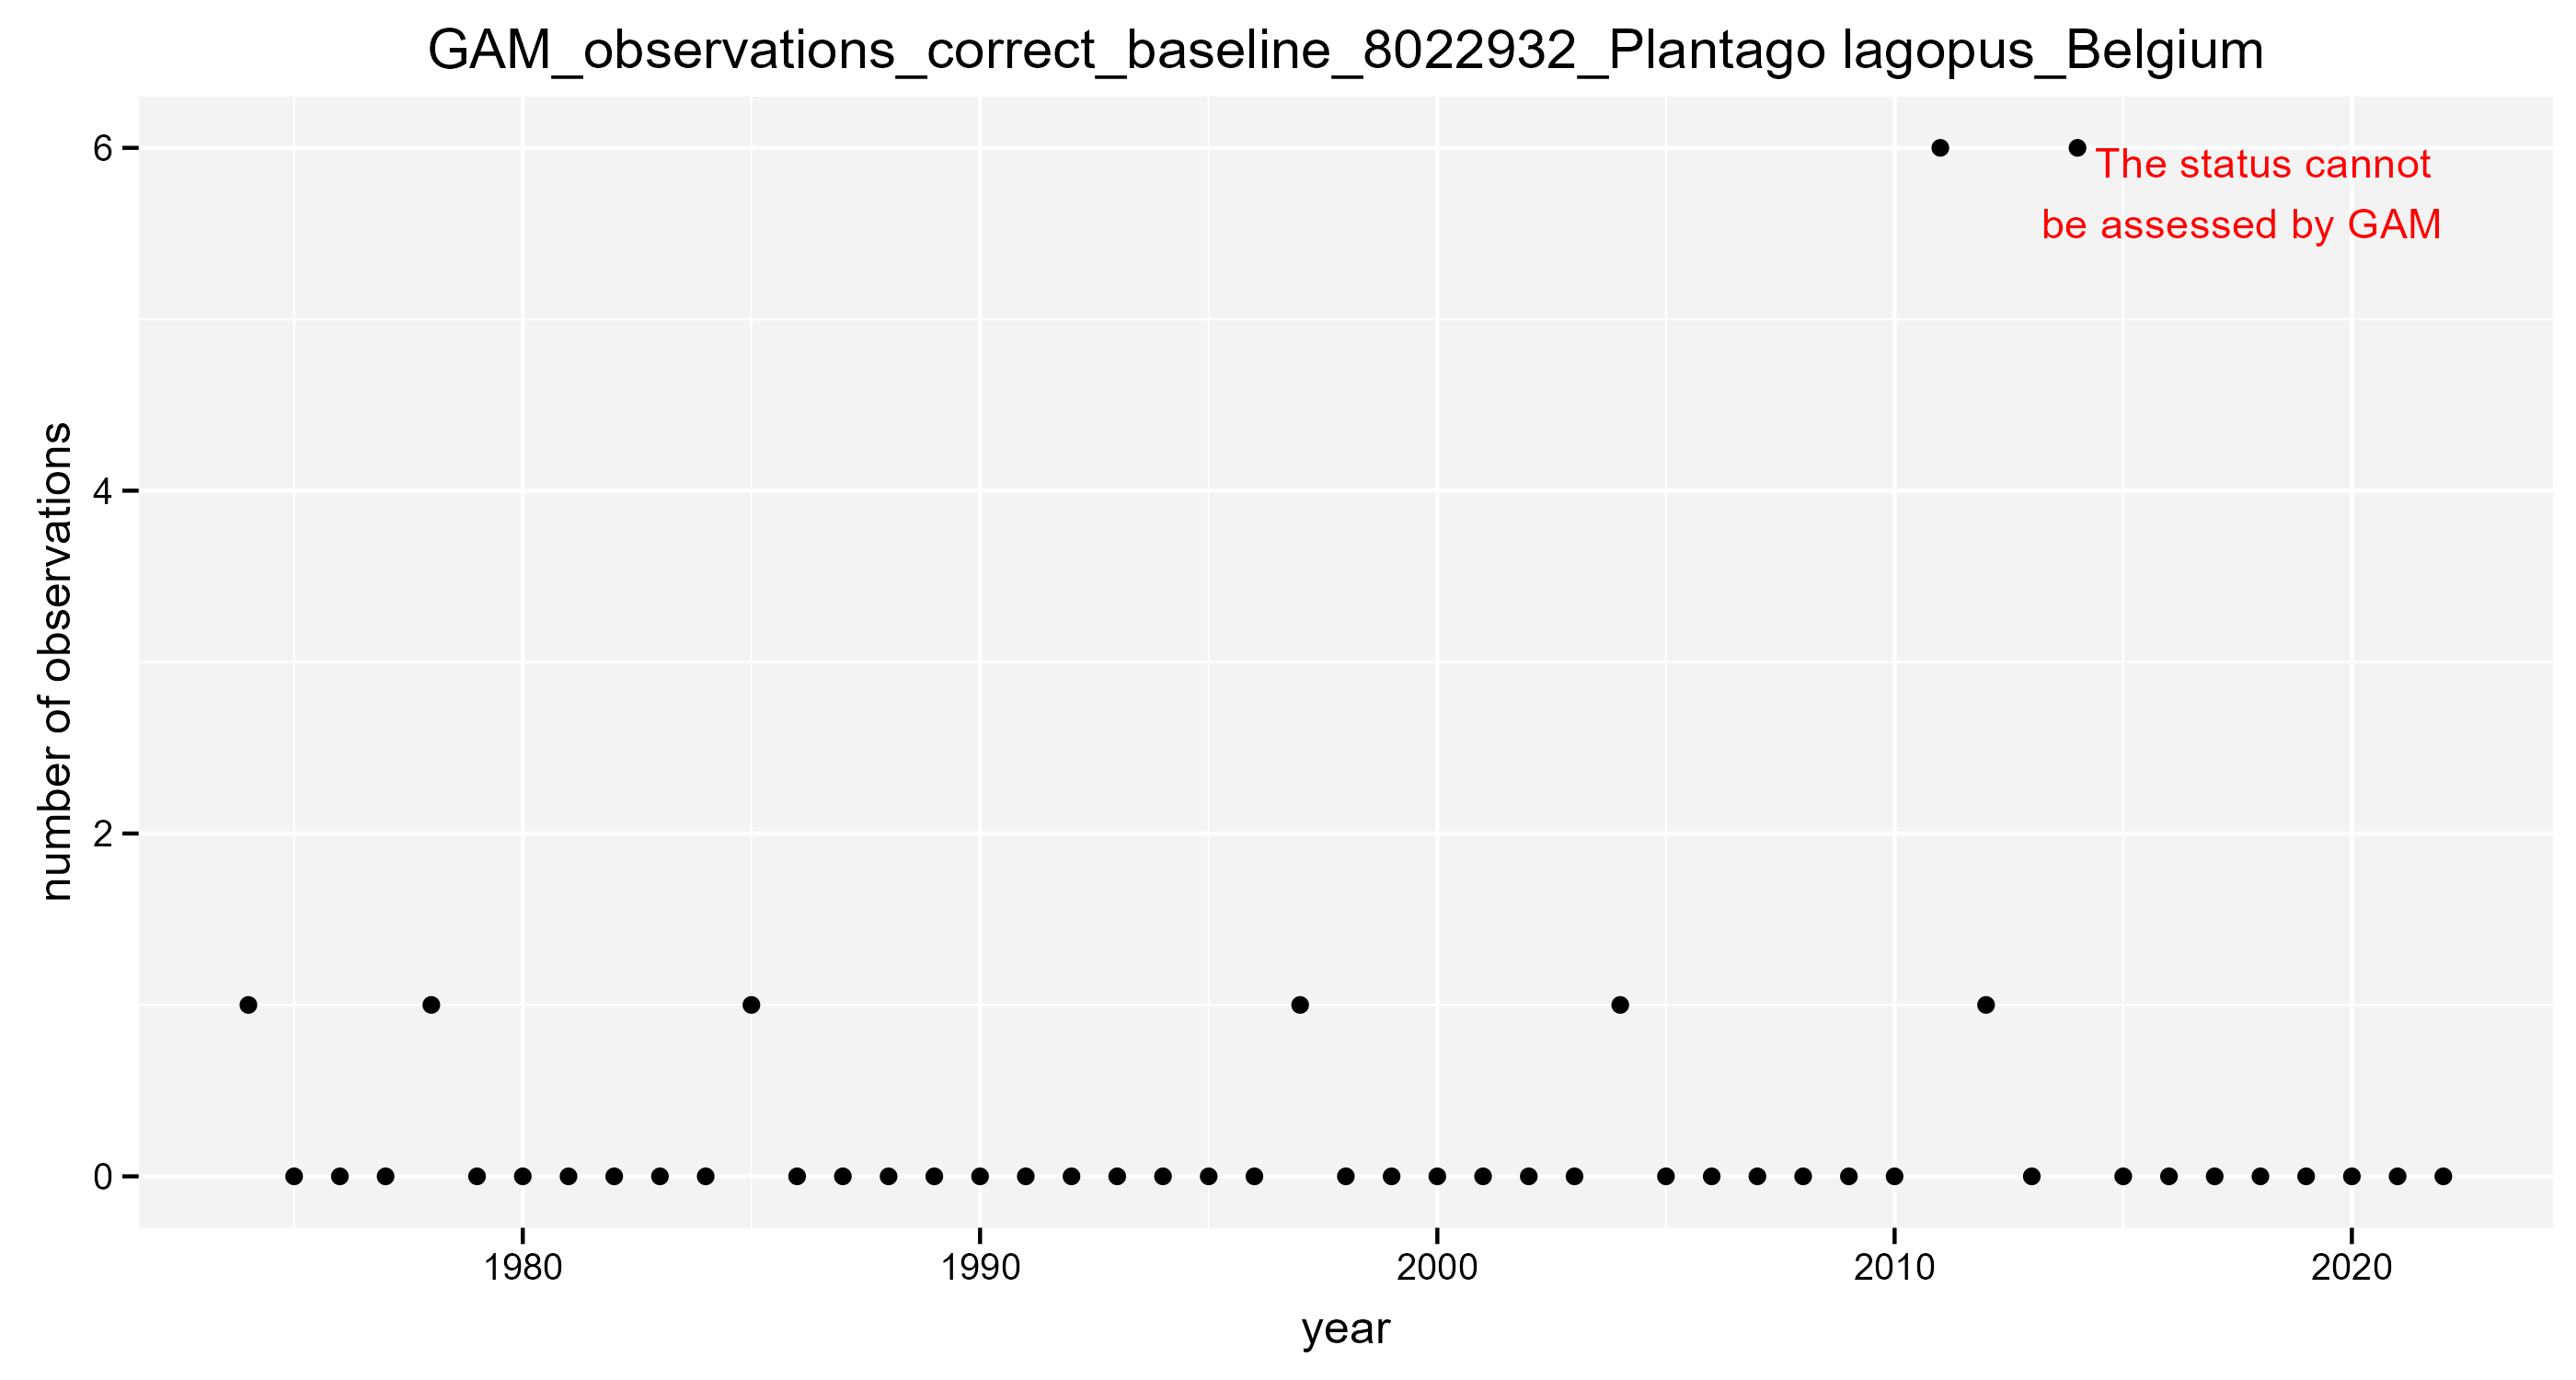 GAM_observations_correct_baseline_8022932_Plantago lagopus_Belgium
6
The status cannot
be assessed by GAM
4
number of observations
2
0
1980 1990 2000 2010 2020
year